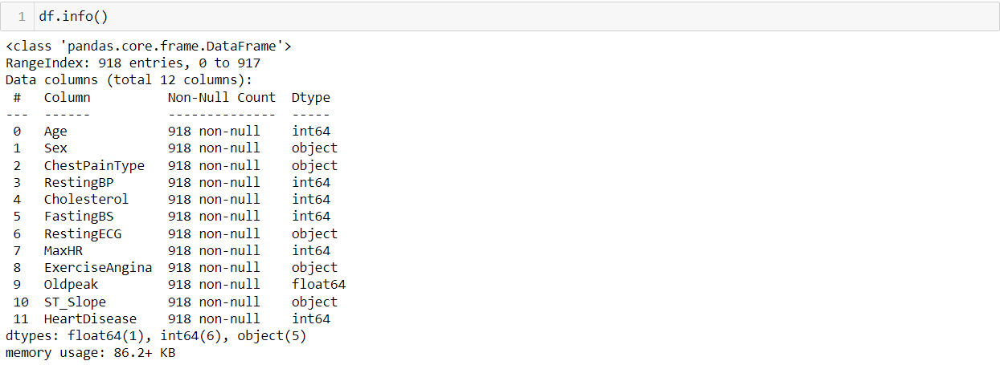 1 df.info()
<class 'pandas.core.frame.DataFrame'>
RangeIndex: 918 entries, 0 to 917
Data columns (total 12 columns):
 #   Column          Non-Null Count  Dtype
---  ------          --------------  -----
 0   Age             918 non-null    int64
 1   Sex             918 non-null    object
 2   ChestPainType   918 non-null    object
 3   RestingBP       918 non-null    int64
 4   Cholesterol     918 non-null    int64
 5   FastingBS       918 non-null    int64
 6   RestingECG      918 non-null    object
 7   MaxHR           918 non-null    int64
 8   ExerciseAngina  918 non-null    object
 9   Oldpeak         918 non-null    float64
 10  ST_Slope        918 non-null    object
 11  HeartDisease    918 non-null    int64
dtypes: float64(1), int64(6), object(5)
memory usage: 86.2+ KB